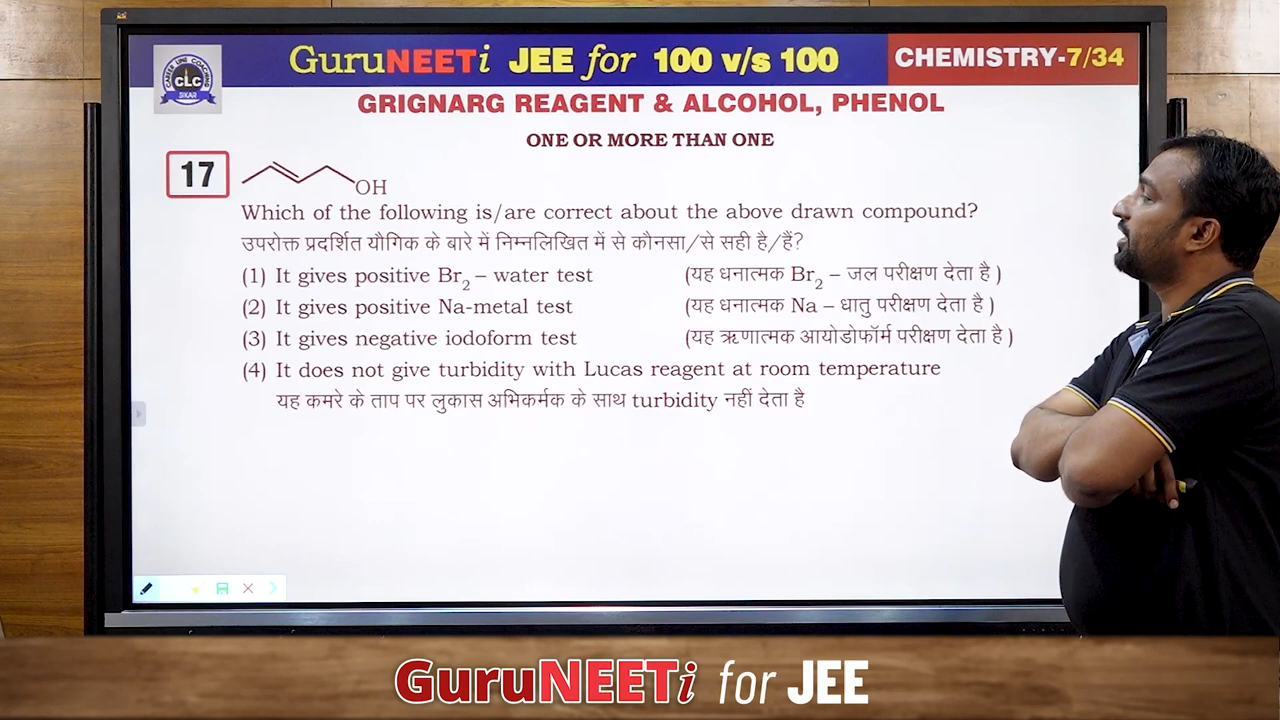 GuruNEETi JEE for 100 v/s 100
CHEMISTRY-7/34
CAREER LINE COACHING
CLC
SIKAR
GRIGNARG REAGENT & ALCOHOL, PHENOL
ONE OR MORE THAN ONE
17
OH
Which of the following is/are correct about the above drawn compound?
उपरोक्त प्रदर्शित यौगिक के बारे में निम्नलिखित में से कौनसा/से सही है/हैं?
(1) It gives positive Br2 – water test (यह धनात्मक Br2 – जल परीक्षण देता है )
(2) It gives positive Na-metal test (यह धनात्मक Na – धातु परीक्षण देता है )
(3) It gives negative iodoform test (यह ऋणात्मक आयोडोफॉर्म परीक्षण देता है )
(4) It does not give turbidity with Lucas reagent at room temperature
यह कमरे के ताप पर लुकास अभिकर्मक के साथ turbidity नहीं देता है
GuruNEETi for JEE